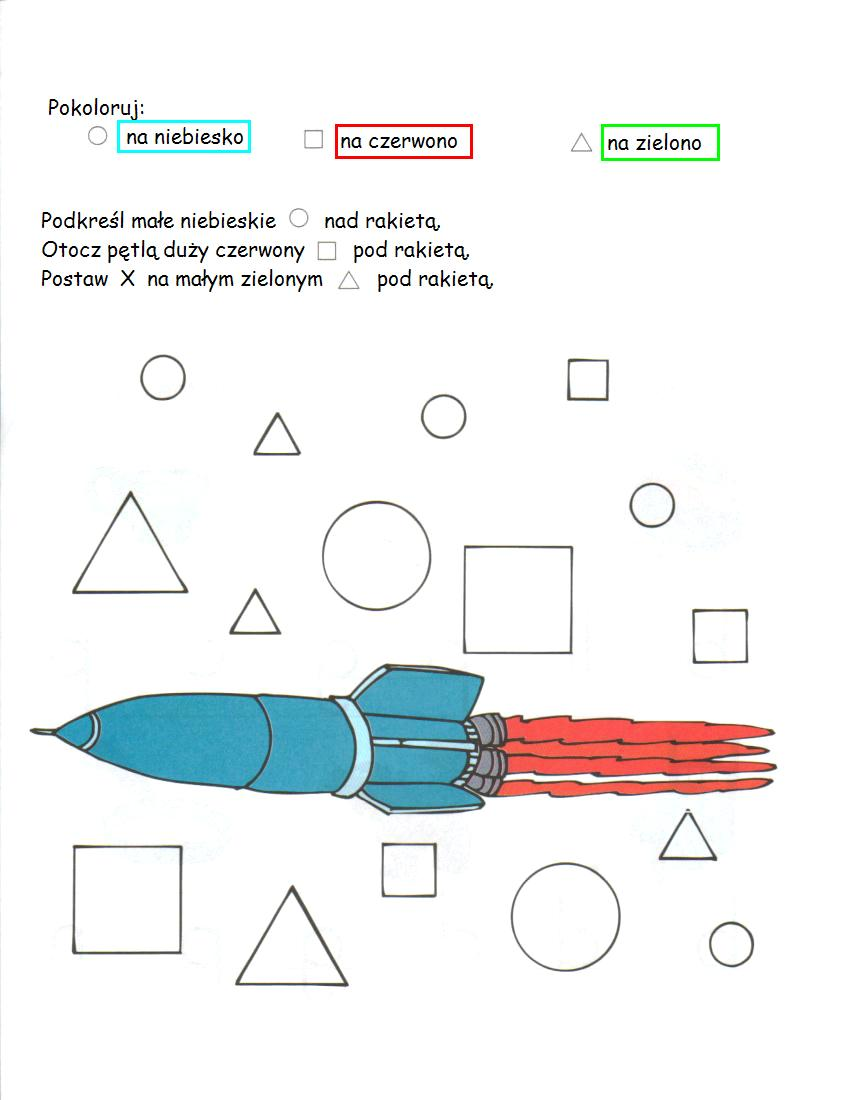 Pokoloruj:
na niebiesko na czerwono na zielono
Podkreśl małe niebieskie nad rakietą,
Otocz pętlą duży czerwony pod rakietą,
Postaw X na małym zielonym pod rakietą,